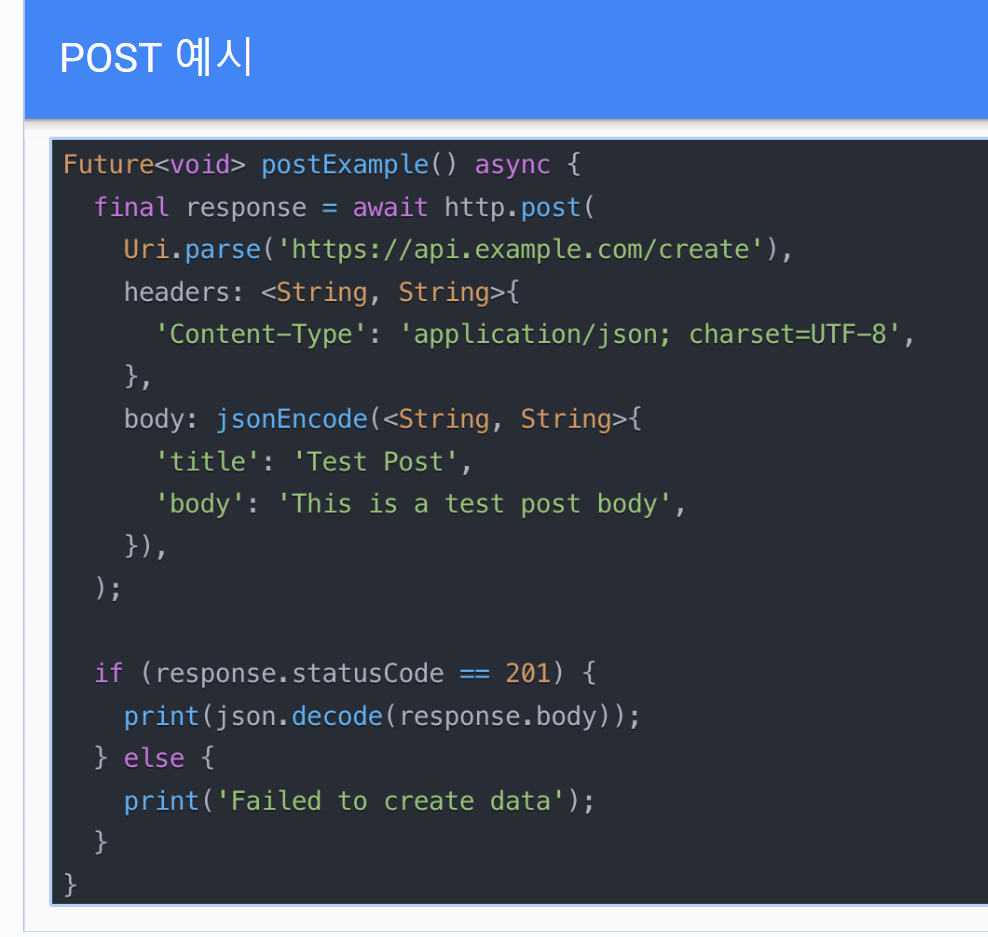 POST 예시
Future<void> postExample() async {
  final response = await http.post(
    Uri.parse('https://api.example.com/create'),
    headers: <String, String>{
      'Content-Type': 'application/json; charset=UTF-8',
    },
    body: jsonEncode(<String, String>{
      'title': 'Test Post',
      'body': 'This is a test post body',
    }),
  );

  if (response.statusCode == 201) {
    print(json.decode(response.body));
  } else {
    print('Failed to create data');
  }
}